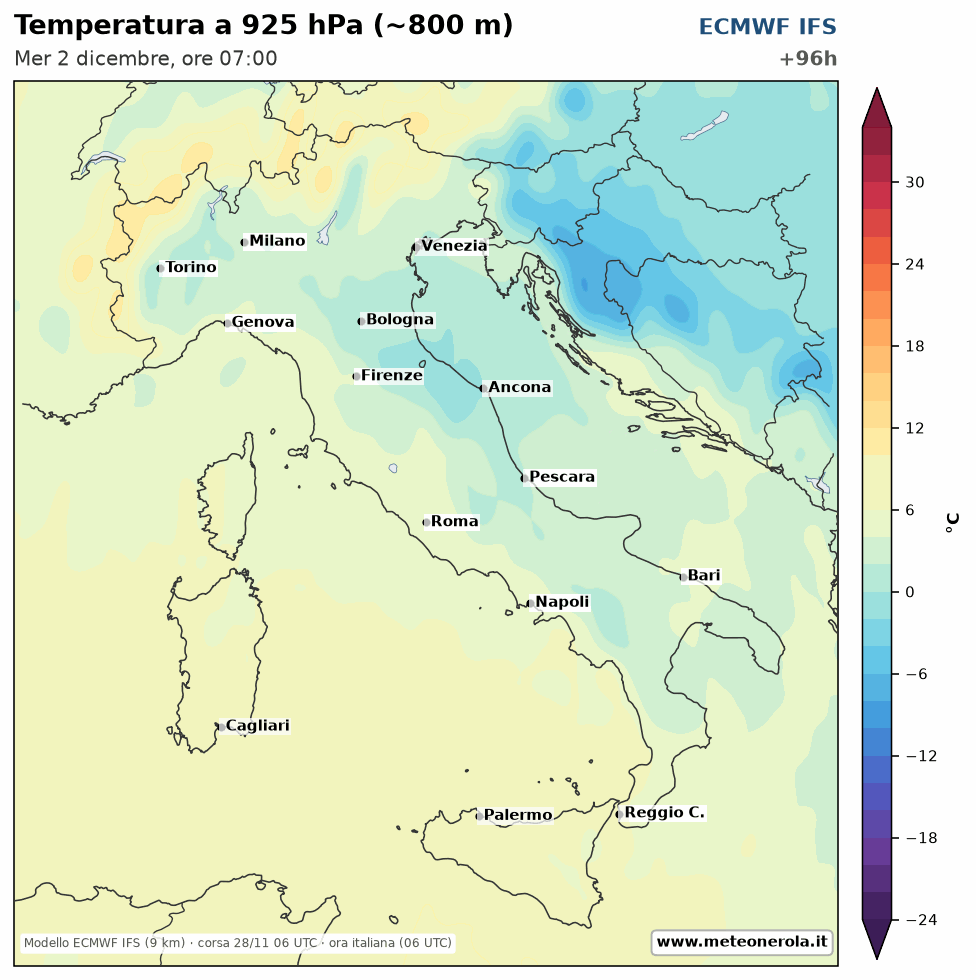 Temperatura a 925 hPa (~800 m)
ECMWF IFS
Mer 2 dicembre, ore 07:00
+96h
Milano
Venezia
Torino
Genova
Bologna
Firenze
Ancona
Pescara
Roma
Bari
Napoli
Cagliari
Palermo
Reggio C.
30
24
18
12
6
0
−6
−12
−18
−24
°C
Modello ECMWF IFS (9 km) · corsa 28/11 06 UTC · ora italiana (06 UTC)
www.meteonerola.it